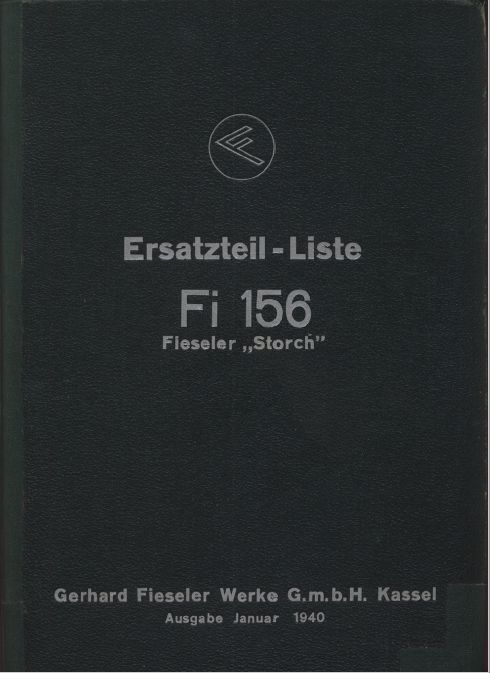 Ersatzteil-Liste
Fi 156
Fieseler „Storch"
Gerhard Fieseler Werke G.m.b.H. Kassel
Ausgabe Januar 1940